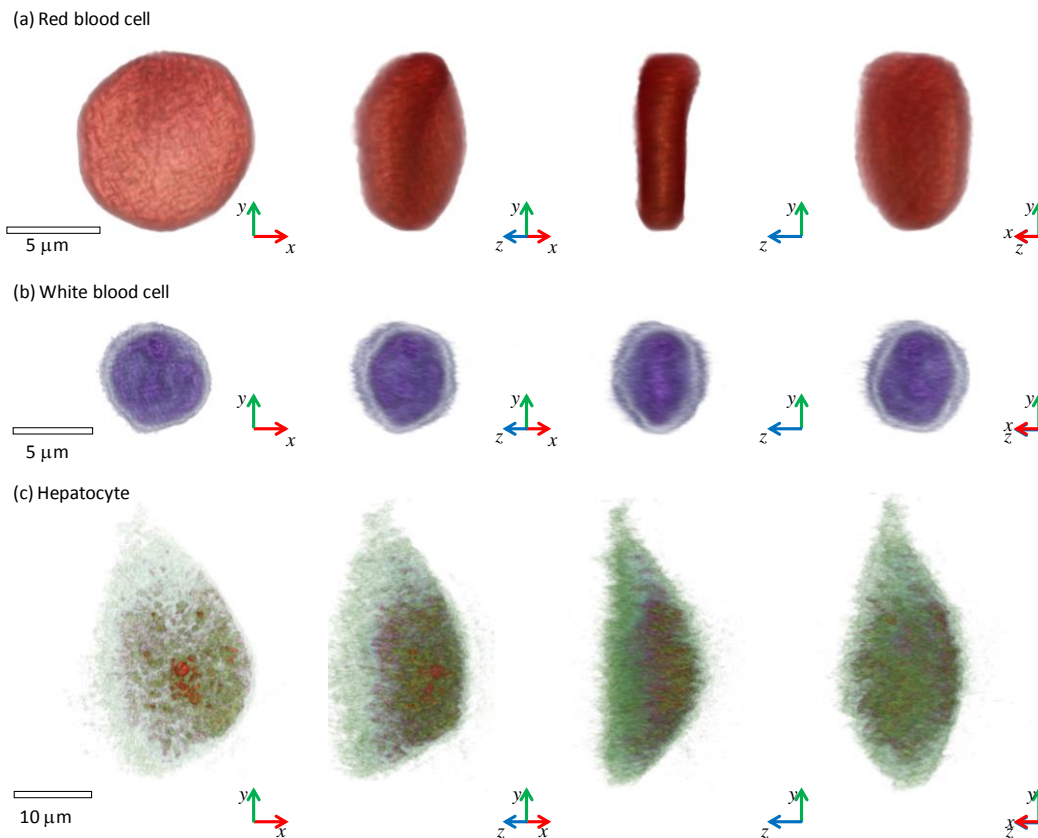 (a) Red blood cell
y x
z y x
z y
y x z
5 μm
(b) White blood cell
y x
z y x
z y
y x z
5 μm
(c) Hepatocyte
y x
z y x
z y
y x z
10 μm